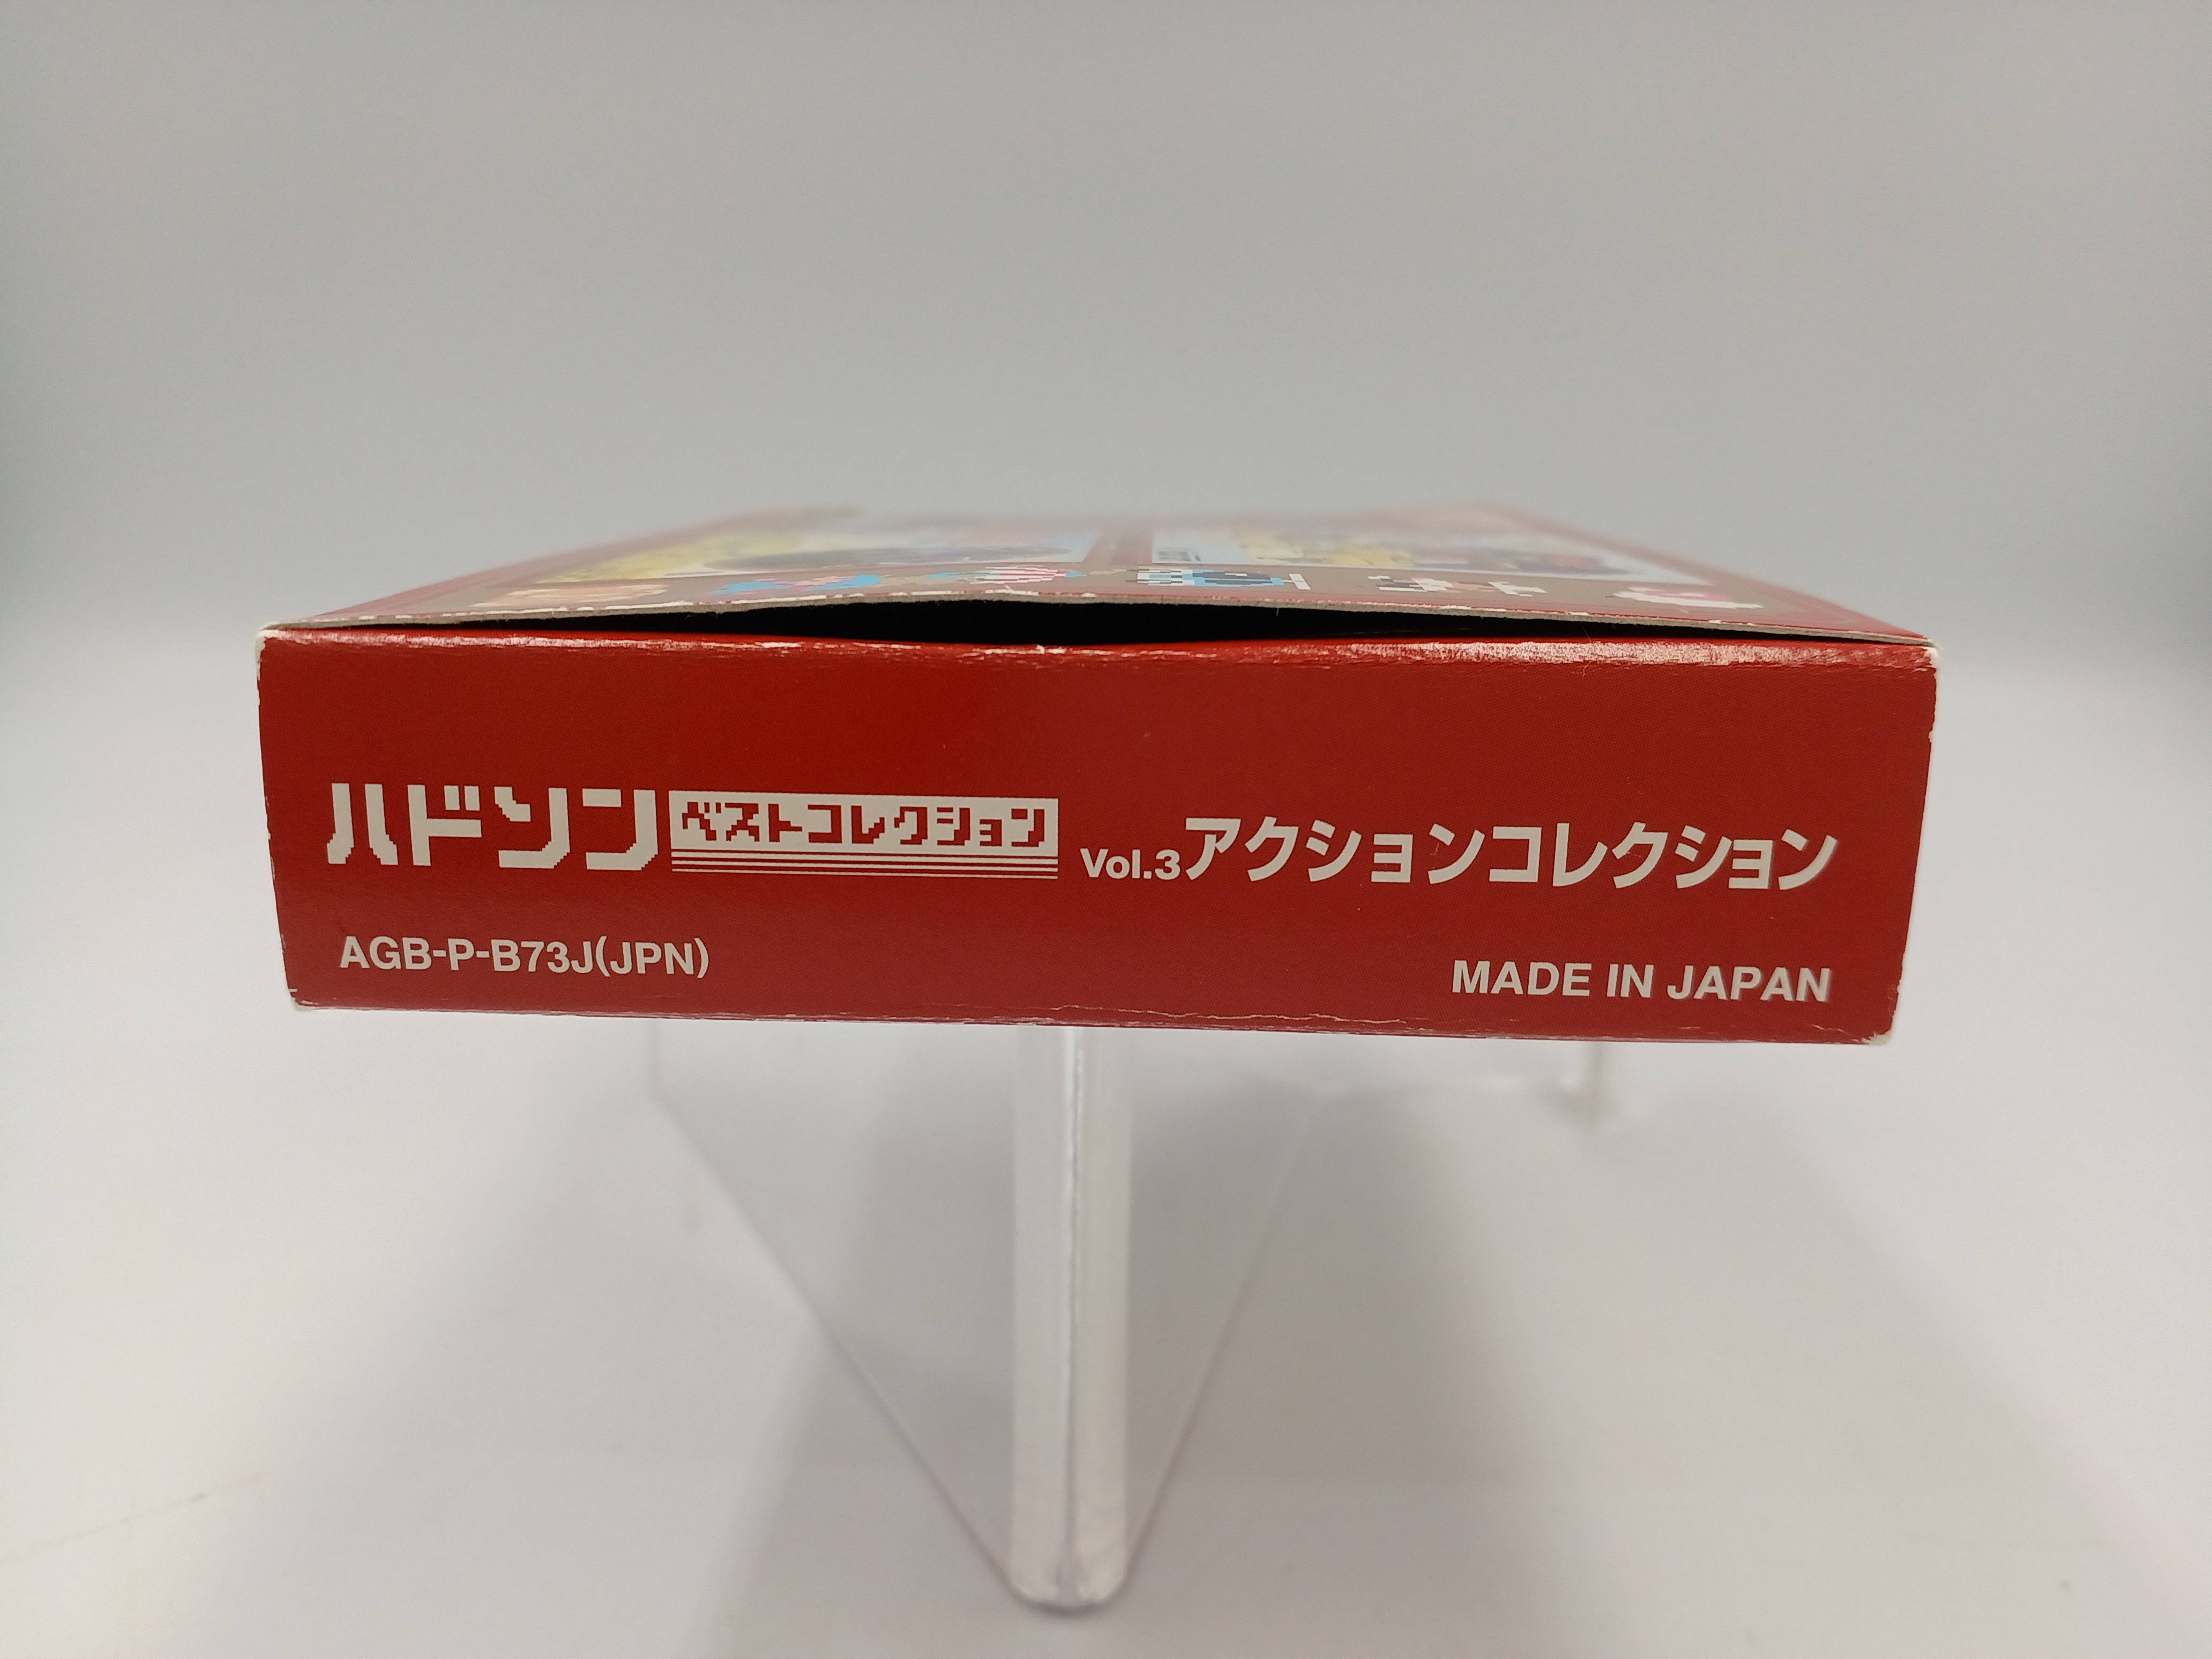 ハドソン ベストコレクション Vol.3アクションコレクション
AGB-P-B73J(JPN)
MADE IN JAPAN